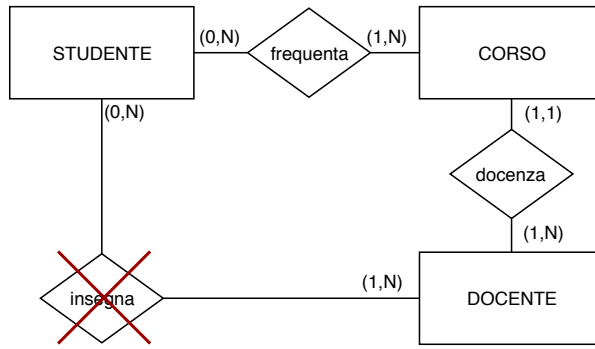 STUDENTE
(0,N)
frequenta
(1,N)
CORSO
(0,N)
(1,1)
docenza
(1,N)
insegna
(1,N)
DOCENTE